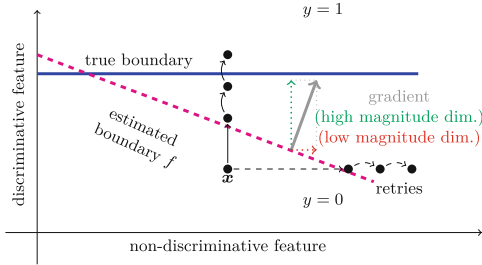 y = 1
true boundary
gradient
(high magnitude dim.)
(low magnitude dim.)
estimated
boundary f
x
y = 0
retries
discriminative feature
non-discriminative feature